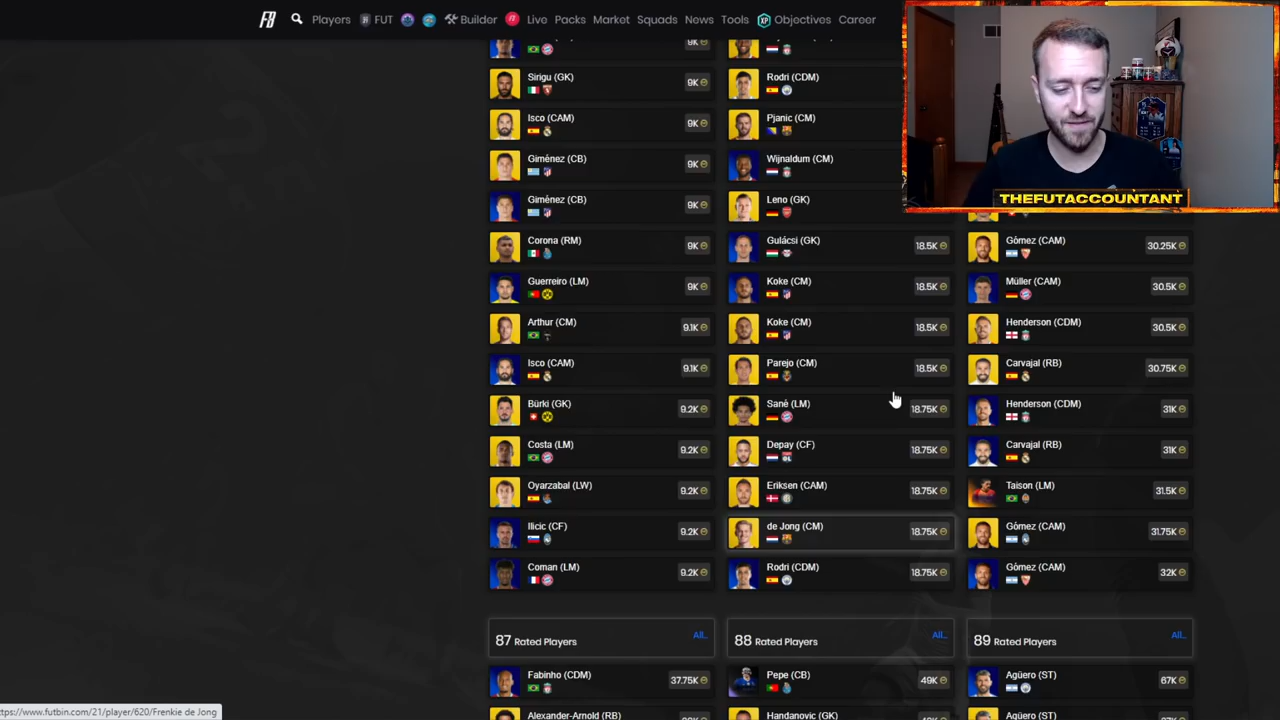 Players FUT Builder Live Packs Market Squads News Tools XP Objectives Career
9K
Sirigu (GK)
9K
Isco (CAM)
9K
Giménez (CB)
9K
Giménez (CB)
9K
Corona (RM)
9K
Guerreiro (LM)
9K
Arthur (CM)
9.1K
Isco (CAM)
9.1K
Bürki (GK)
9.2K
Costa (LM)
9.2K
Oyarzabal (LW)
9.2K
Ilicic (CF)
9.2K
Coman (LM)
9.2K
Rodri (CDM)
Pjanic (CM)
Wijnaldum (CM)
Leno (GK)
Gulácsi (GK)
18.5K
Koke (CM)
18.5K
Koke (CM)
18.5K
Parejo (CM)
18.5K
Sané (LM)
18.75K
Depay (CF)
18.75K
Eriksen (CAM)
18.75K
de Jong (CM)
18.75K
Rodri (CDM)
18.75K
THEFUTACCOUNTANT
Gómez (CAM)
30.25K
Müller (CAM)
30.5K
Henderson (CDM)
30.5K
Carvajal (RB)
30.75K
Henderson (CDM)
31K
Carvajal (RB)
31K
Taison (LM)
31.5K
Gómez (CAM)
31.75K
Gómez (CAM)
32K
87 Rated Players All..
Fabinho (CDM)
37.75K
Alexander-Arnold (RB)
88 Rated Players All..
Pepe (CB)
49K
Handanovic (GK)
89 Rated Players All..
Agüero (ST)
67K
Agüero (ST)
ttps://www.futbin.com/21/player/620/Frenkie de Jong